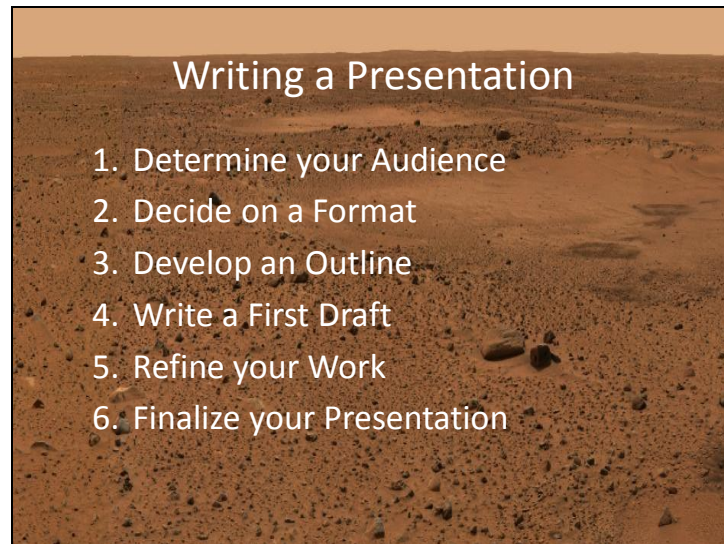 Writing a Presentation
1. Determine your Audience
2. Decide on a Format
3. Develop an Outline
4. Write a First Draft
5. Refine your Work
6. Finalize your Presentation